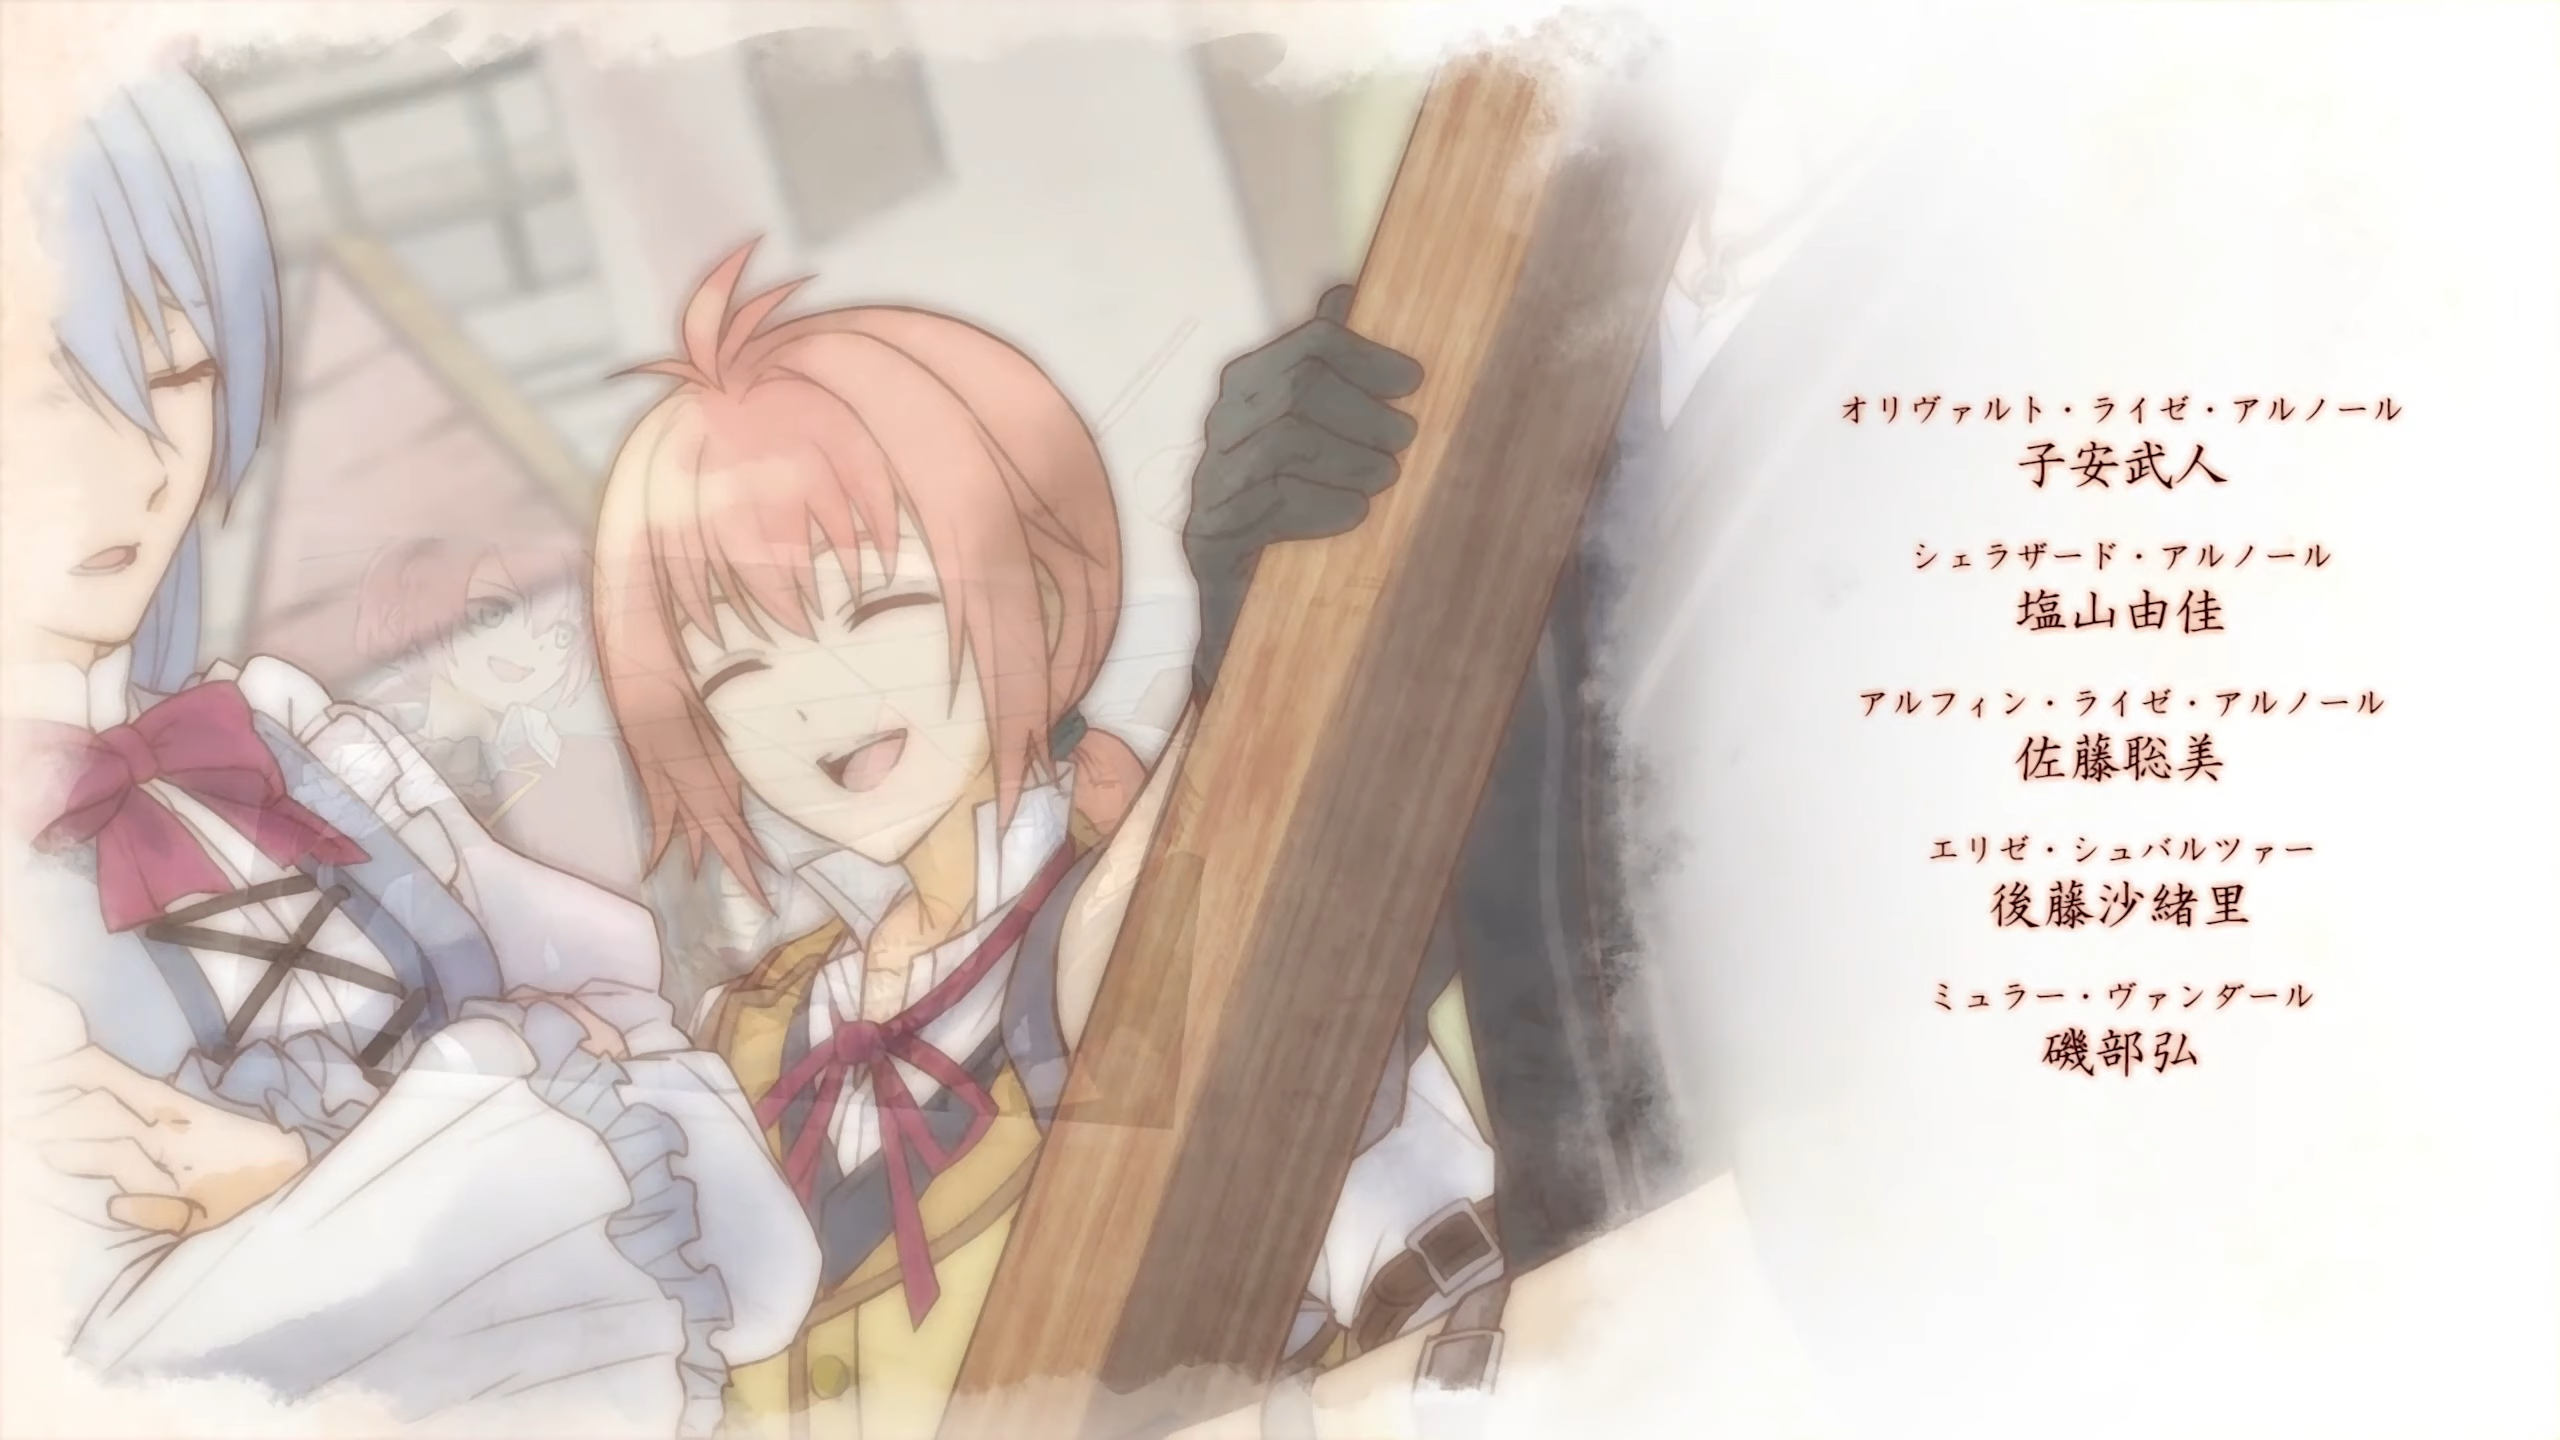 オリヴァルト・ライゼ・アルノール
子安武人
シェラザード・アルノール
塩山由佳
アルフィン・ライゼ・アルノール
佐藤聡美
エリゼ・シュバルツァー
後藤沙緒里
ミュラー・ヴァンダール
磯部弘